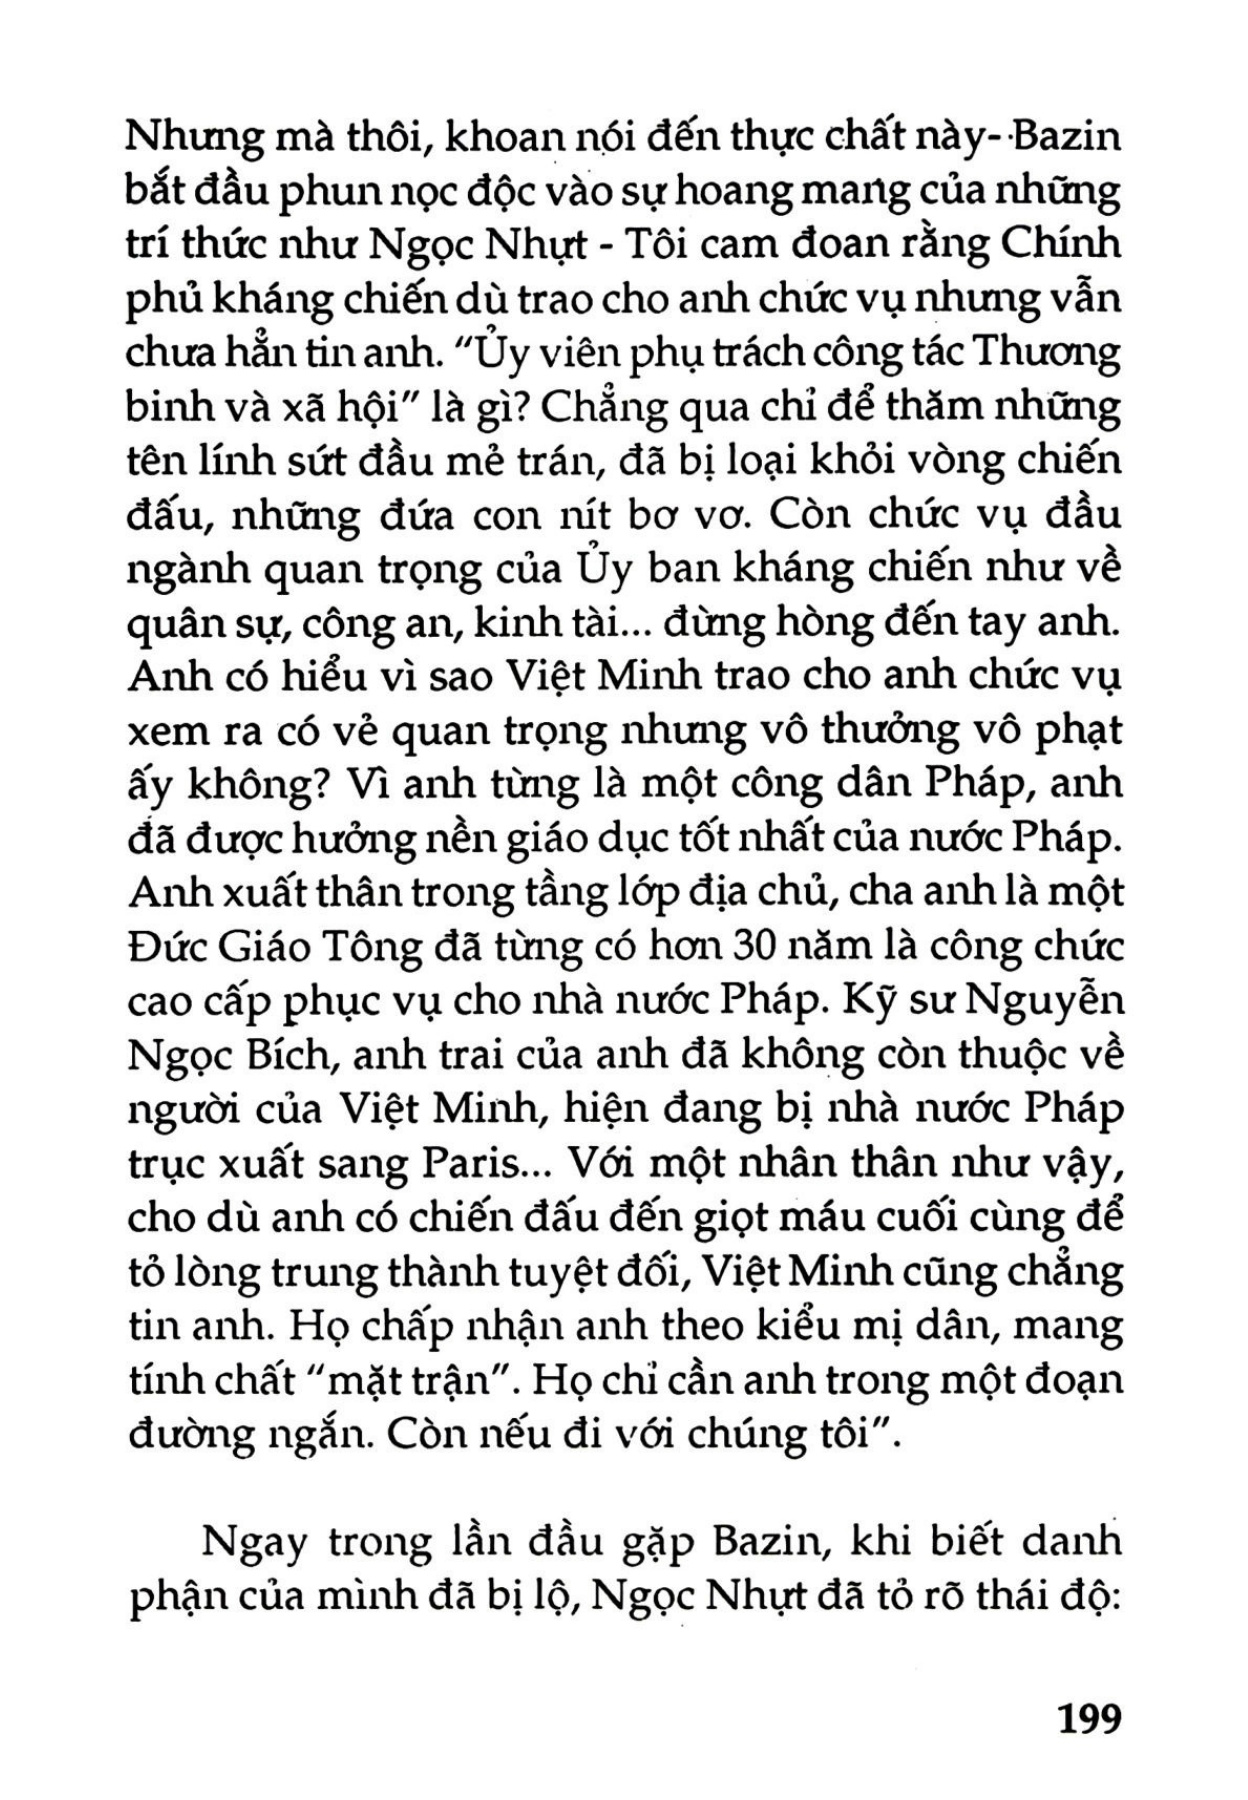 Nhưng mà thôi, khoan nói đến thực chất này- Bazin
bắt đầu phun nọc độc vào sự hoang mang của những
trí thức như Ngọc Nhựt - Tôi cam đoan rằng Chính
phủ kháng chiến dù trao cho anh chức vụ nhưng vẫn
chưa hẳn tin anh. "Ủy viên phụ trách công tác Thương
binh và xã hội" là gì? Chẳng qua chỉ để thăm những
tên lính sứt đầu mẻ trán, đã bị loại khỏi vòng chiến
đấu, những đứa con nít bơ vơ. Còn chức vụ đầu
ngành quan trọng của Ủy ban kháng chiến như về
quân sự, công an, kinh tài... đừng hòng đến tay anh.
Anh có hiểu vì sao Việt Minh trao cho anh chức vụ
xem ra có vẻ quan trọng nhưng vô thưởng vô phạt
ấy không? Vì anh từng là một công dân Pháp, anh
đã được hưởng nền giáo dục tốt nhất của nước Pháp.
Anh xuất thân trong tầng lớp địa chủ, cha anh là một
Đức Giáo Tông đã từng có hơn 30 năm là công chức
cao cấp phục vụ cho nhà nước Pháp. Kỹ sư Nguyễn
Ngọc Bích, anh trai của anh đã không còn thuộc về
người của Việt Minh, hiện đang bị nhà nước Pháp
trục xuất sang Paris... Với một nhân thân như vậy,
cho dù anh có chiến đấu đến giọt máu cuối cùng để
tỏ lòng trung thành tuyệt đối, Việt Minh cũng chẳng
tin anh. Họ chấp nhận anh theo kiểu mị dân, mang
tính chất "mặt trận". Họ chỉ cần anh trong một đoạn
đường ngắn. Còn nếu đi với chúng tôi".
Ngay trong lần đầu gặp Bazin, khi biết danh
phận của mình đã bị lộ, Ngọc Nhựt đã tỏ rõ thái độ:
199